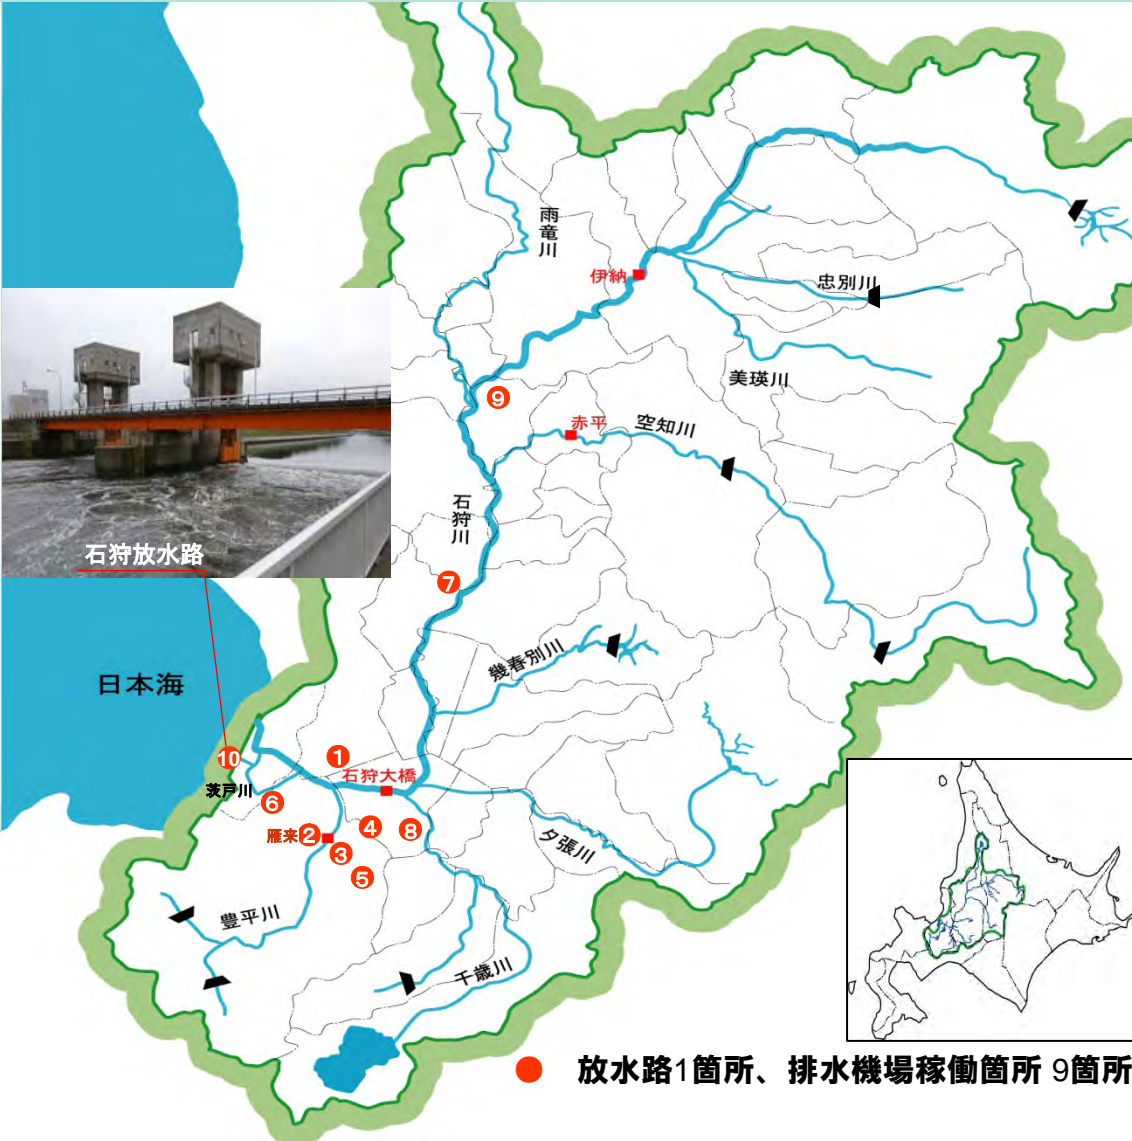 雨竜川
伊納
忠別川
美瑛川
⑨
赤平
空知川
石狩川
石狩放水路
⑦
幾春別川
日本海
⑩
①
石狩大橋
茨戸川
⑥
雁来②
④
⑧
③
⑤
夕張川
豊平川
千歳川
放水路1箇所、排水機場稼働箇所 9箇所